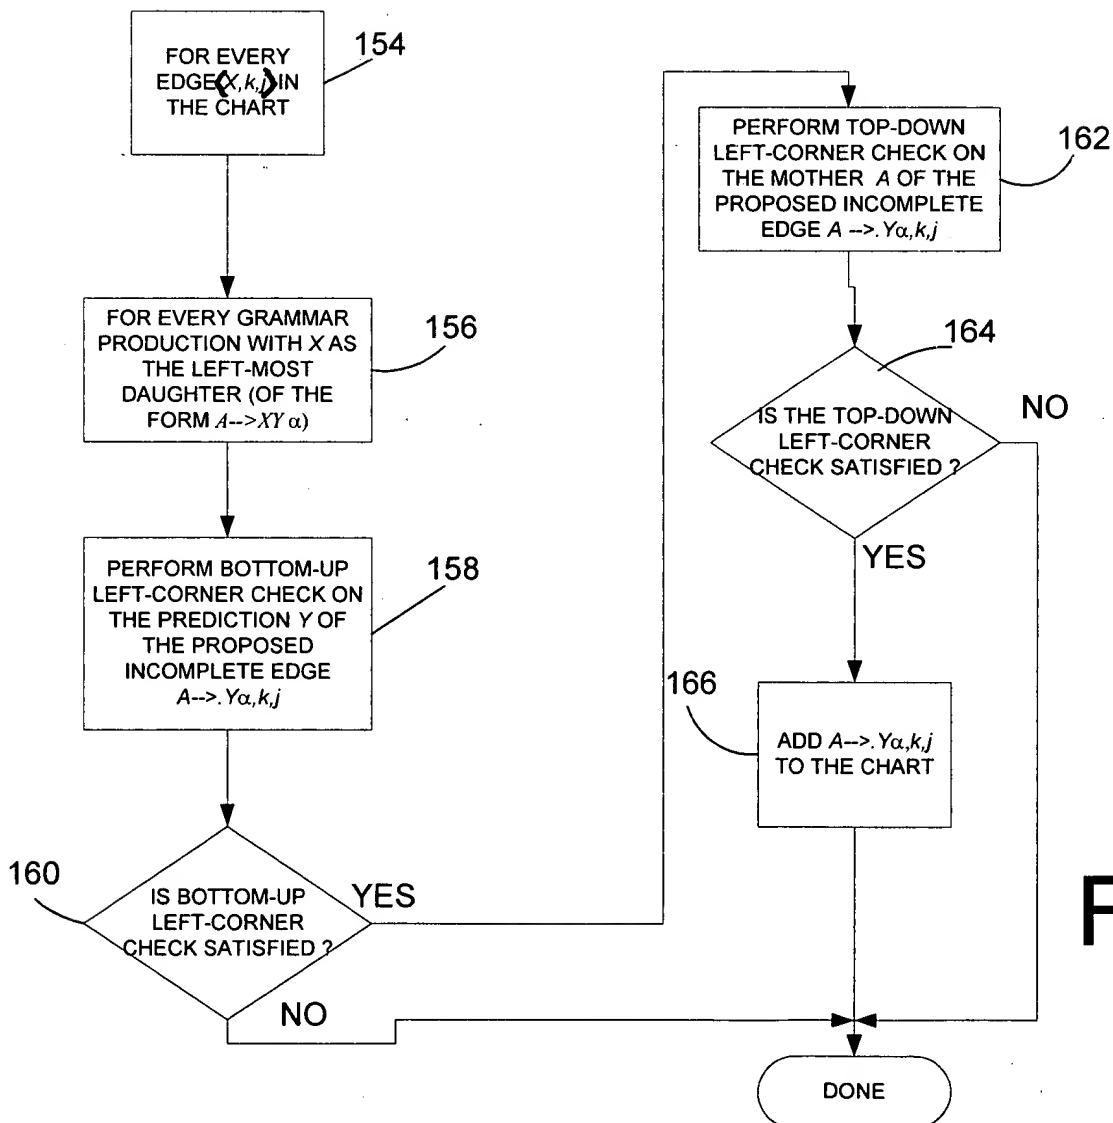 154
FOR EVERY
EDGE⟨X,k,j⟩IN
THE CHART
156
FOR EVERY GRAMMAR
PRODUCTION WITH X AS
THE LEFT-MOST
DAUGHTER (OF THE
FORM A-->XY α)
158
PERFORM BOTTOM-UP
LEFT-CORNER CHECK ON
THE PREDICTION Y OF
THE PROPOSED
INCOMPLETE EDGE
A-->.Yα,k,j
160
IS BOTTOM-UP
LEFT-CORNER
CHECK SATISFIED ?
YES
NO
162
PERFORM TOP-DOWN
LEFT-CORNER CHECK ON
THE MOTHER A OF THE
PROPOSED INCOMPLETE
EDGE A -->.Yα,k,j
164
IS THE TOP-DOWN
LEFT-CORNER
CHECK SATISFIED ?
NO
YES
166
ADD A-->.Yα,k,j
TO THE CHART
DONE